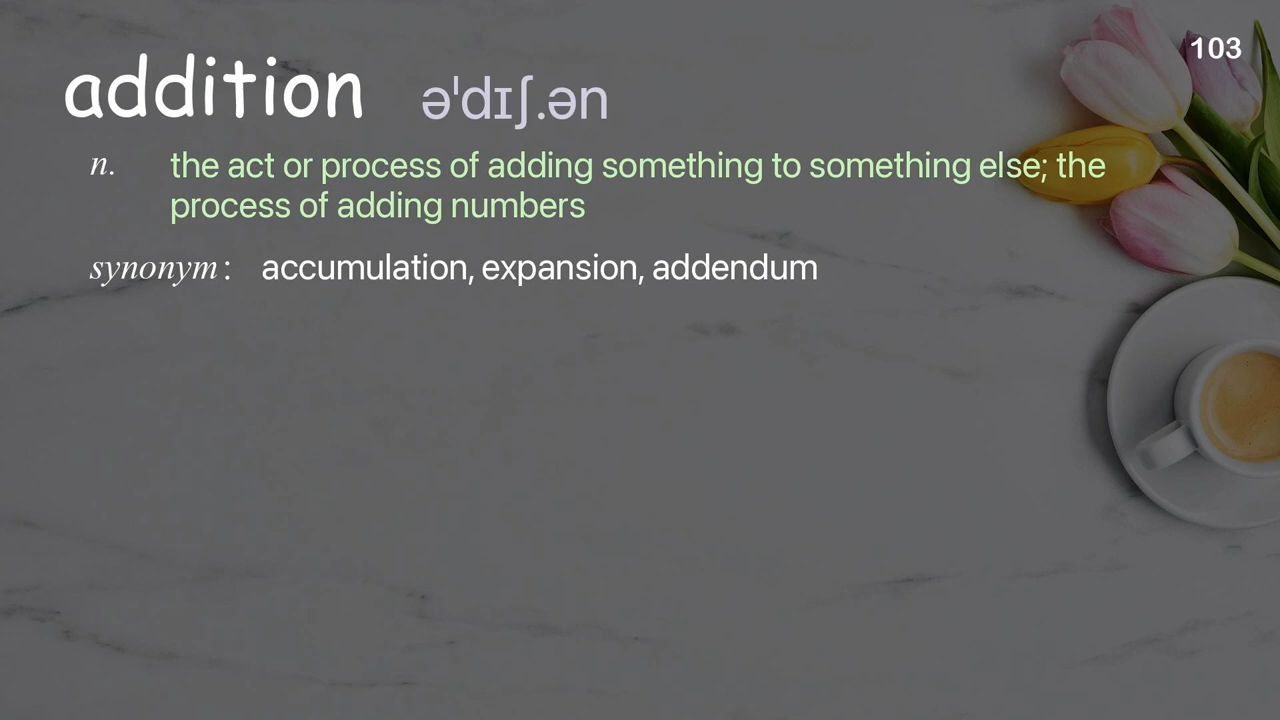 103
addition əˈdɪʃ.ən
n. the act or process of adding something to something else; the
process of adding numbers
synonym: accumulation, expansion, addendum